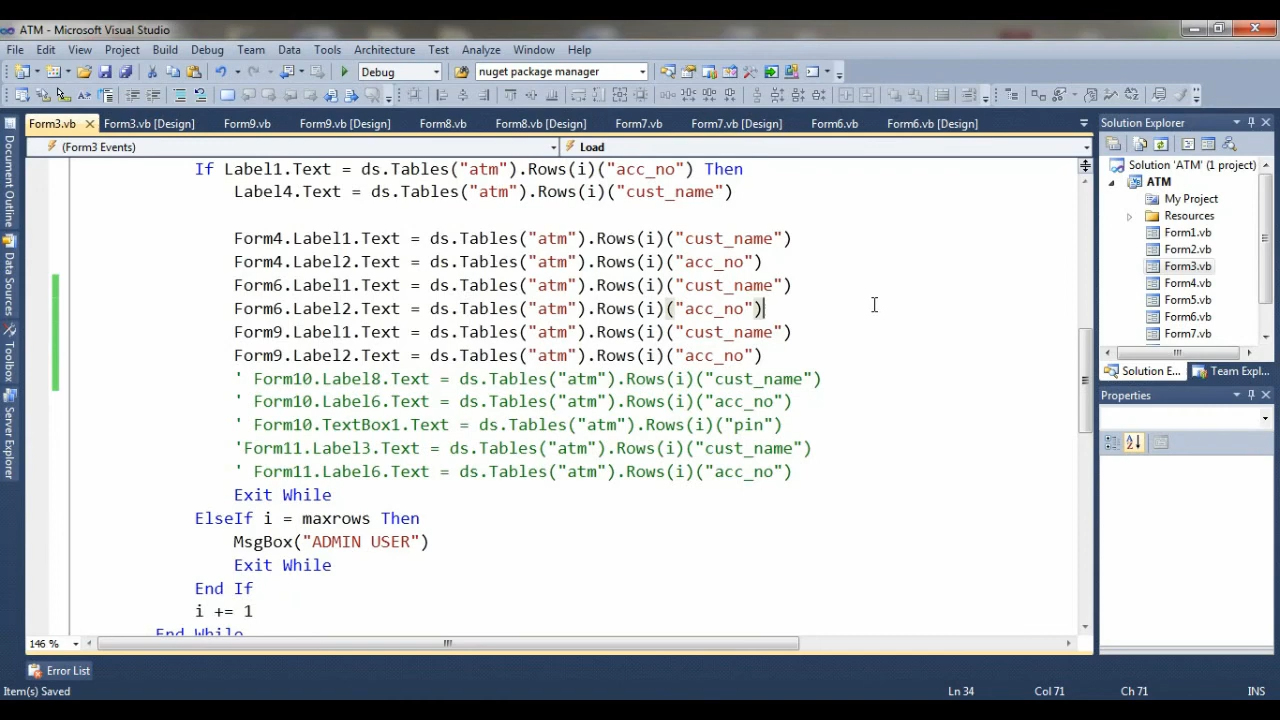 ATM - Microsoft Visual Studio
File Edit View Project Build Debug Team Data Tools Architecture Test Analyze Window Help
Debug nuget package manager
Form3.vb Form3.vb [Design] Form9.vb Form9.vb [Design] Form8.vb Form8.vb [Design] Form7.vb Form7.vb [Design] Form6.vb Form6.vb [Design]
(Form3 Events) Load
If Label1.Text = ds.Tables("atm").Rows(i)("acc_no") Then
Label4.Text = ds.Tables("atm").Rows(i)("cust_name")
Form4.Label1.Text = ds.Tables("atm").Rows(i)("cust_name")
Form4.Label2.Text = ds.Tables("atm").Rows(i)("acc_no")
Form6.Label1.Text = ds.Tables("atm").Rows(i)("cust_name")
Form6.Label2.Text = ds.Tables("atm").Rows(i)("acc_no")
Form9.Label1.Text = ds.Tables("atm").Rows(i)("cust_name")
Form9.Label2.Text = ds.Tables("atm").Rows(i)("acc_no")
' Form10.Label8.Text = ds.Tables("atm").Rows(i)("cust_name")
' Form10.Label6.Text = ds.Tables("atm").Rows(i)("acc_no")
' Form10.TextBox1.Text = ds.Tables("atm").Rows(i)("pin")
'Form11.Label3.Text = ds.Tables("atm").Rows(i)("cust_name")
' Form11.Label6.Text = ds.Tables("atm").Rows(i)("acc_no")
Exit While
ElseIf i = maxrows Then
MsgBox("ADMIN USER")
Exit While
End If
i += 1
End While
146 %
Document Outline
Data Sources
Toolbox
Server Explorer
Solution Explorer
Solution 'ATM' (1 project)
ATM
My Project
Resources
Form1.vb
Form2.vb
Form3.vb
Form4.vb
Form5.vb
Form6.vb
Form7.vb
Solution E... Team Expl...
Properties
Error List
Item(s) Saved Ln 34 Col 71 Ch 71 INS